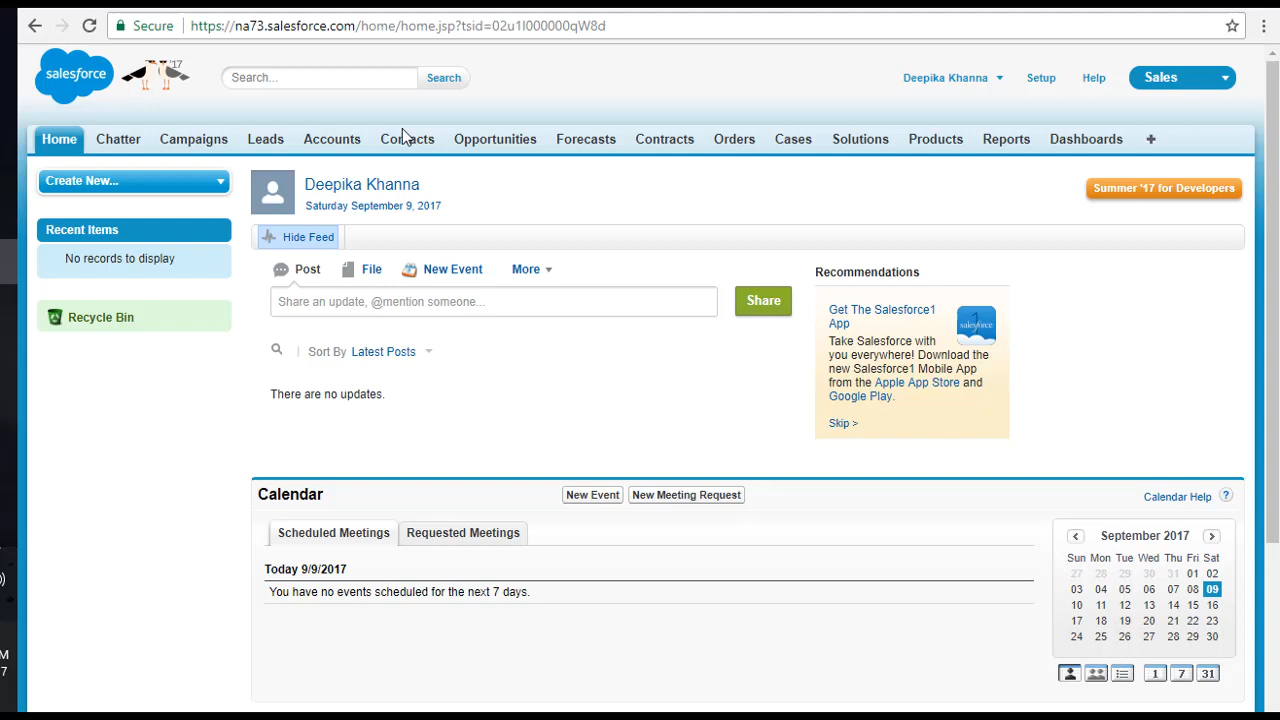 Secure https://na73.salesforce.com/home/home.jsp?tsid=02u1I000000qW8d
salesforce '17 Search... Search Deepika Khanna Setup Help Sales
Home Chatter Campaigns Leads Accounts Contacts Opportunities Forecasts Contracts Orders Cases Solutions Products Reports Dashboards +
Create New...
Recent Items
No records to display
Recycle Bin
Deepika Khanna
Saturday September 9, 2017
Summer '17 for Developers
Hide Feed
Post File New Event More
Share an update, @mention someone... Share
Sort By Latest Posts
There are no updates.
Recommendations
Get The Salesforce1
App
salesforce
Take Salesforce with
you everywhere! Download the
new Salesforce1 Mobile App
from the Apple App Store and
Google Play.
Skip >
Calendar New Event New Meeting Request Calendar Help ?
Scheduled Meetings Requested Meetings
Today 9/9/2017
You have no events scheduled for the next 7 days.
September 2017
Sun Mon Tue Wed Thu Fri Sat
27 28 29 30 31 01 02
03 04 05 06 07 08 09
10 11 12 13 14 15 16
17 18 19 20 21 22 23
24 25 26 27 28 29 30
1 7 31
M
7